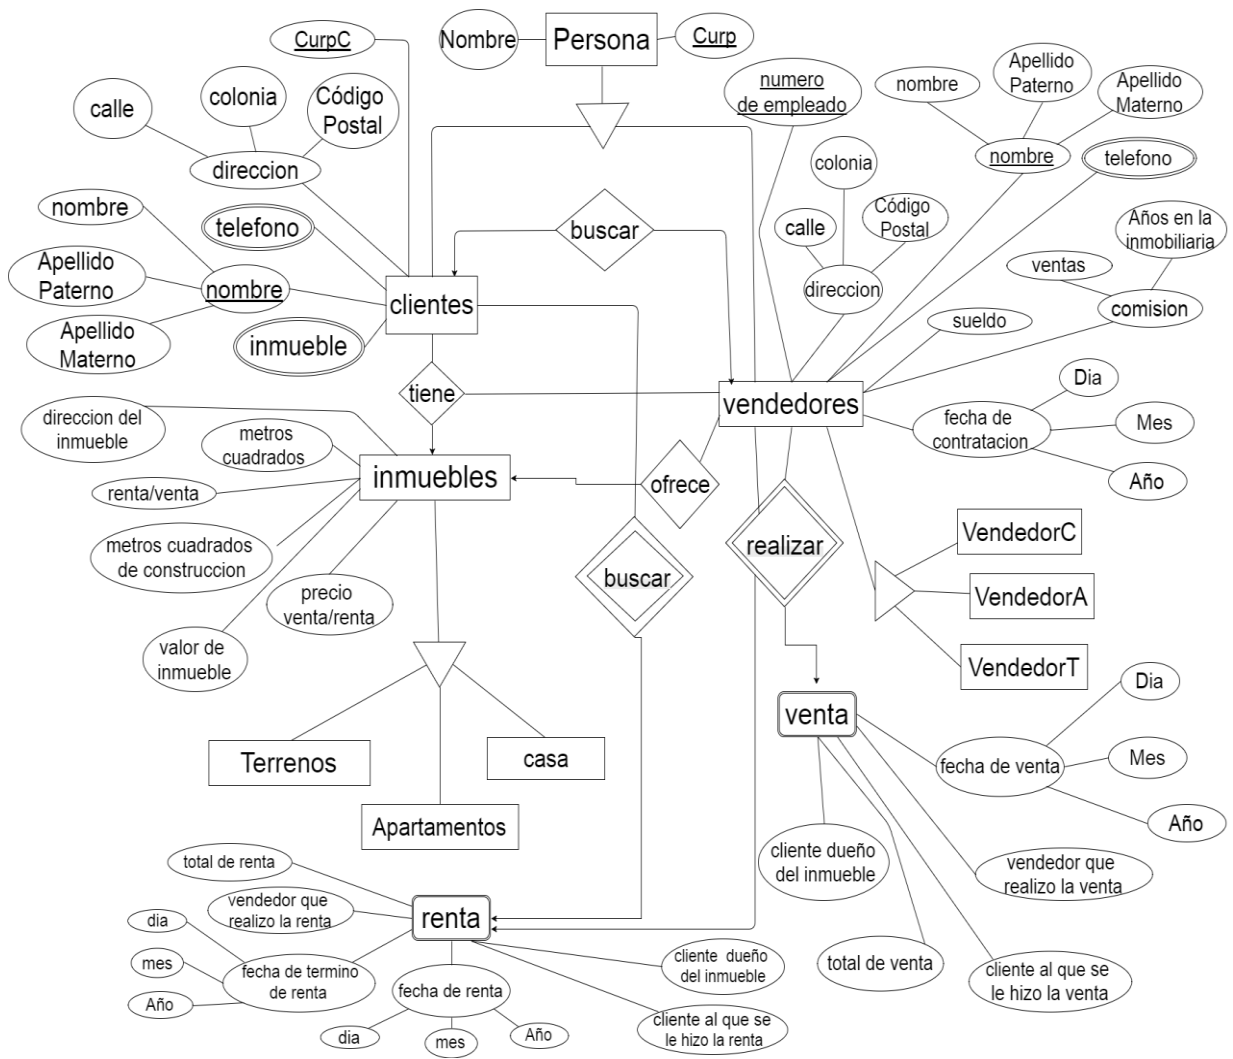 Nombre
Persona
Curp
CurpC
calle
colonia
Código
Postal
direccion
numero
de empleado
nombre
Apellido
Paterno
Apellido
Materno
nombre
telefono
colonia
calle
Código
Postal
direccion
Años en la
inmobiliaria
ventas
comision
sueldo
buscar
nombre
telefono
Apellido
Paterno
nombre
Apellido
Materno
inmueble
clientes
tiene
vendedores
Dia
fecha de
contratacion
Mes
Año
direccion del
inmueble
metros
cuadrados
renta/venta
inmuebles
ofrece
metros cuadrados
de construccion
precio
venta/renta
valor de
inmueble
buscar
realizar
VendedorC
VendedorA
VendedorT
Terrenos
casa
Apartamentos
venta
Dia
fecha de venta
Mes
Año
cliente dueño
del inmueble
vendedor que
realizo la venta
total de venta
cliente al que se
le hizo la venta
total de renta
vendedor que
realizo la renta
renta
dia
mes
Año
fecha de termino
de renta
fecha de renta
dia
mes
Año
cliente dueño
del inmueble
cliente al que se
le hizo la renta